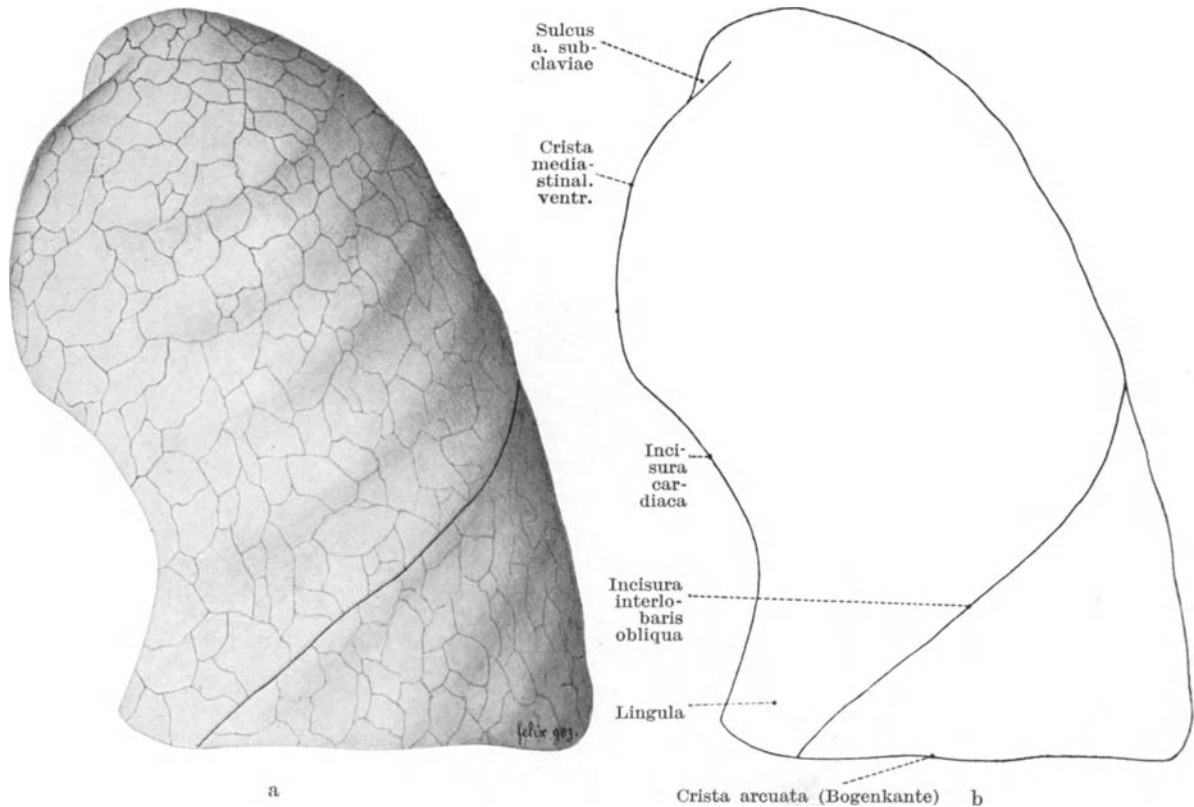 Sulcus
a. sub-
claviae
Crista
media-
stinal.
ventr.
Inci-
sura
car-
diaca
Incisura
interlo-
baris
obliqua
Lingula
felix gez.
a
Crista arcuata (Bogenkante)
b